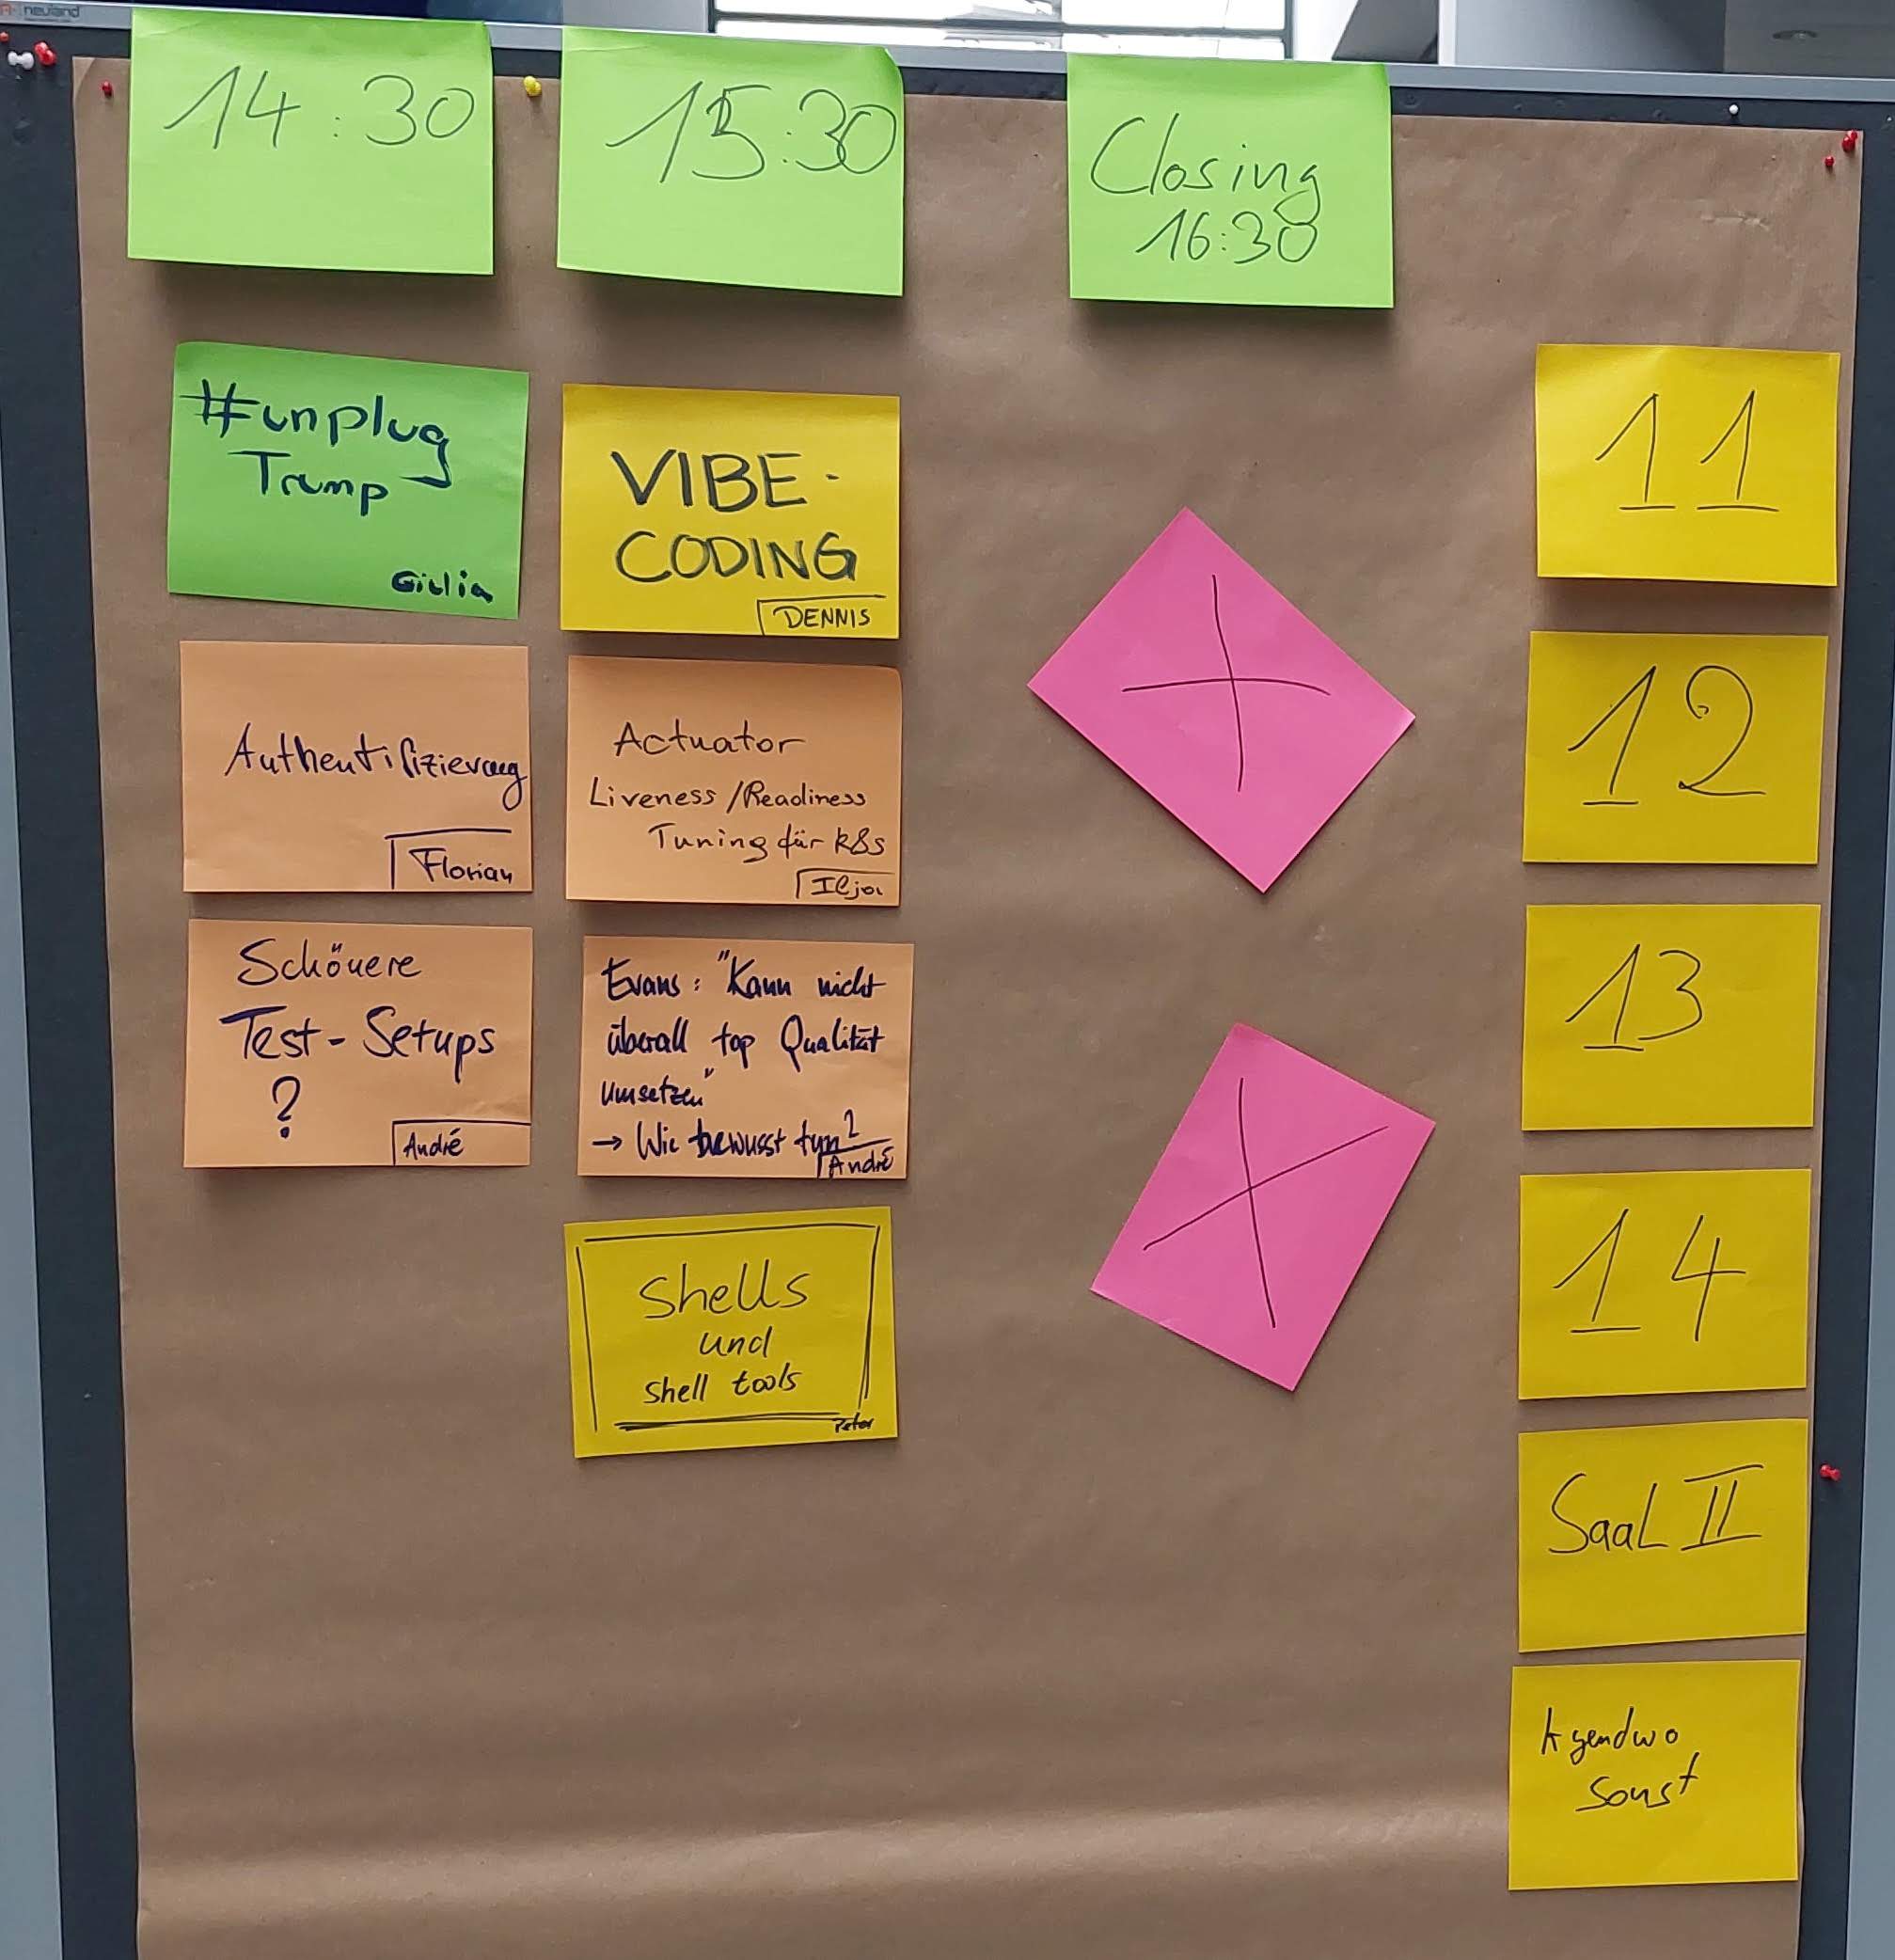 neuland
14:30
15:30
Closing
16:30
#unplug
Trump
Giulia
VIBE-
CODING
DENNIS
11
Authentifizierung
Florian
Actuator
Liveness/Readiness
Tuning für k8s
Ilja
12
Schönere
Test-Setups
?
André
Evans: "Kann nicht
überall top Qualität
umsetzen"
→ Wie bewusst tun?
André
13
Shells
und
shell tools
Peter
14
Saal II
Irgendwo
sonst